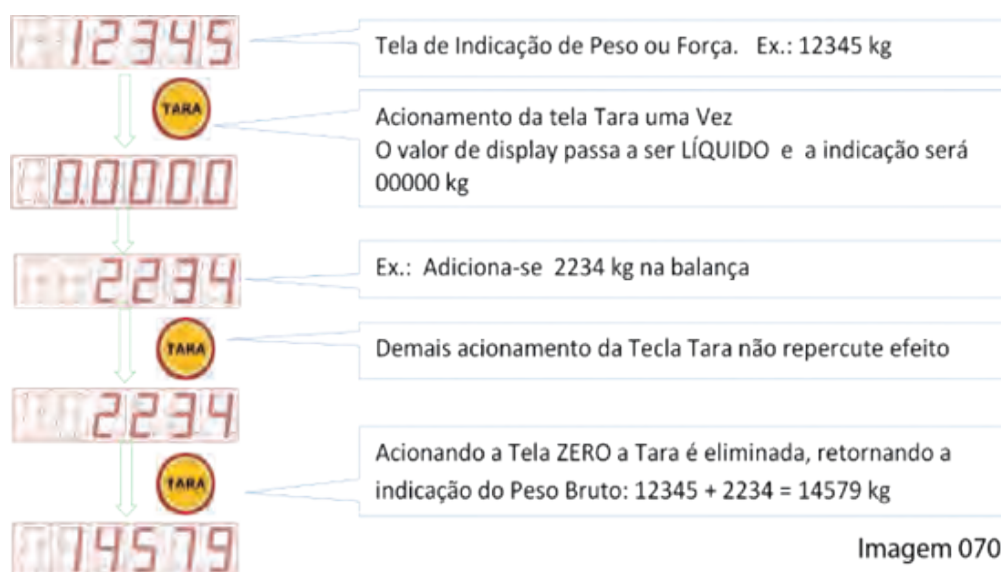 12345
Tela de Indicação de Peso ou Força. Ex.: 12345 kg
TARA
Acionamento da tela Tara uma Vez
O valor de display passa a ser LÍQUIDO e a indicação será
00000 kg
0.0000.0
2234
Ex.: Adiciona-se 2234 kg na balança
TARA
Demais acionamento da Tecla Tara não repercute efeito
2234
Acionando a Tela ZERO a Tara é eliminada, retornando a
TARA
indicação do Peso Bruto: 12345 + 2234 = 14579 kg
14579
Imagem 070